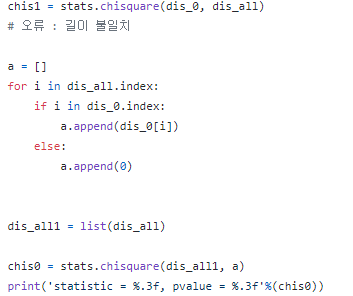 chis1 = stats.chisquare(dis_0, dis_all)
# 오류 : 길이 불일치
a = []
for i in dis_all.index:
    if i in dis_0.index:
        a.append(dis_0[i])
    else:
        a.append(0)
dis_all1 = list(dis_all)
chis0 = stats.chisquare(dis_all1, a)
print('statistic = %.3f, pvalue = %.3f'%(chis0))